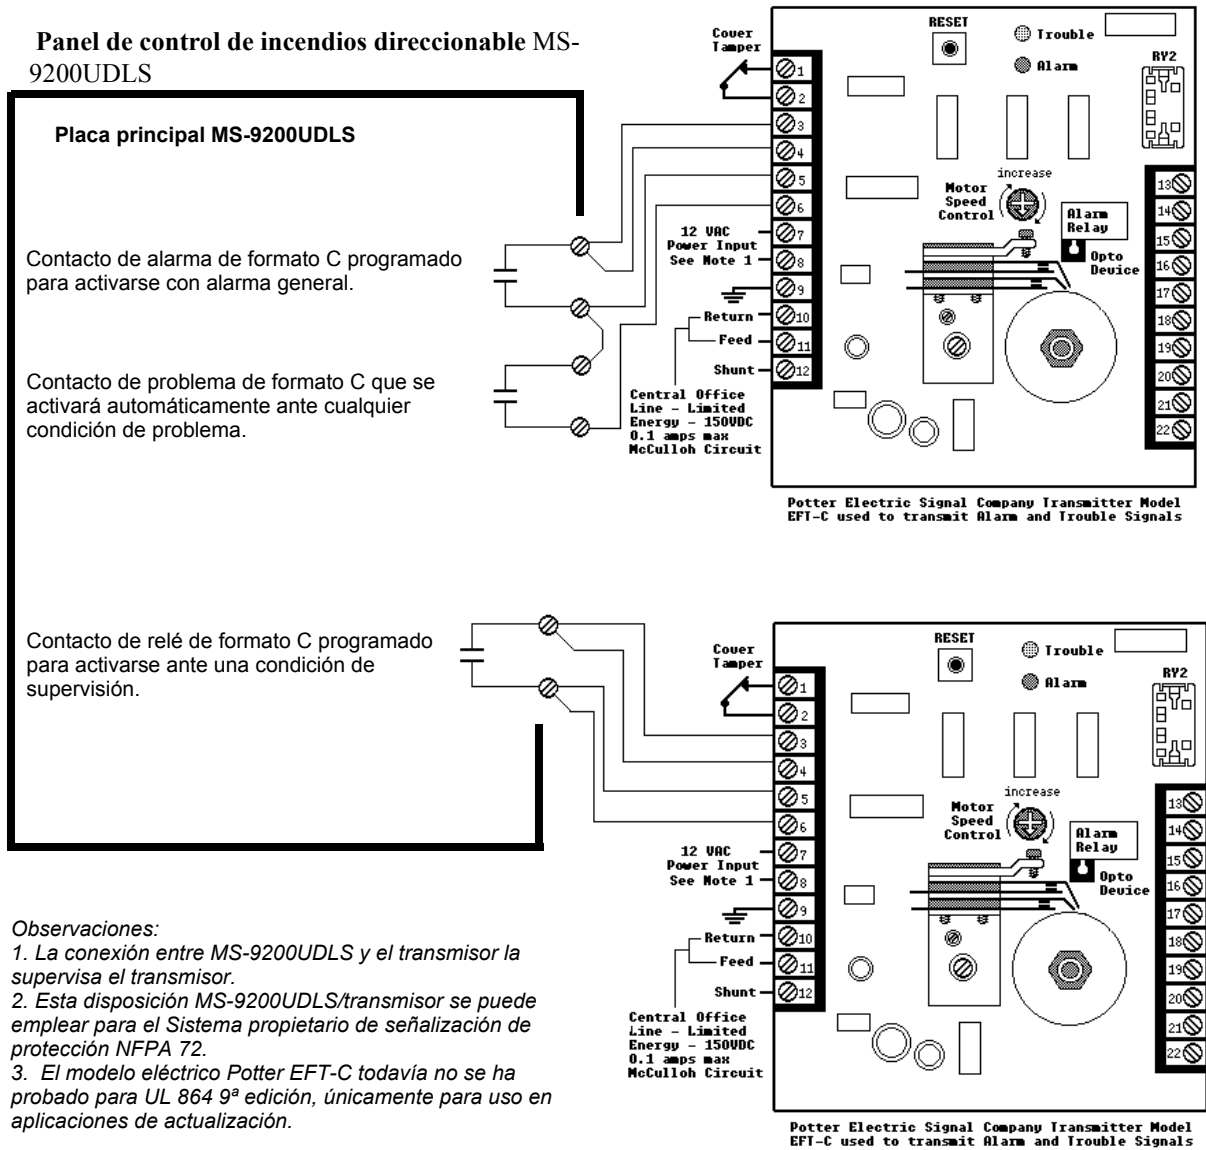 Panel de control de incendios direccionable MS-
9200UDLS
Placa principal MS-9200UDLS
Contacto de alarma de formato C programado
para activarse con alarma general.
Contacto de problema de formato C que se
activará automáticamente ante cualquier
condición de problema.
Cover
Tamper
1
2
3
4
5
6
7
8
9
10
11
12
12 VAC
Power Input
See Note 1
Return
Feed
Shunt
Central Office
Line - Limited
Energy - 150VDC
0.1 amps max
McCulloh Circuit
RESET
Trouble
Alarm
RY2
increase
Motor
Speed
Control
Alarm
Relay
Opto
Device
13
14
15
16
17
18
19
20
21
22
Potter Electric Signal Company Transmitter Model
EFT-C used to transmit Alarm and Trouble Signals
Contacto de relé de formato C programado
para activarse ante una condición de
supervisión.
Cover
Tamper
1
2
3
4
5
6
7
8
9
10
11
12
12 VAC
Power Input
See Note 1
Return
Feed
Shunt
Central Office
Line - Limited
Energy - 150VDC
0.1 amps max
McCulloh Circuit
RESET
Trouble
Alarm
RY2
increase
Motor
Speed
Control
Alarm
Relay
Opto
Device
13
14
15
16
17
18
19
20
21
22
Potter Electric Signal Company Transmitter Model
EFT-C used to transmit Alarm and Trouble Signals
Observaciones:
1. La conexión entre MS-9200UDLS y el transmisor la
supervisa el transmisor.
2. Esta disposición MS-9200UDLS/transmisor se puede
emplear para el Sistema propietario de señalización de
protección NFPA 72.
3. El modelo eléctrico Potter EFT-C todavía no se ha
probado para UL 864 9ª edición, únicamente para uso en
aplicaciones de actualización.